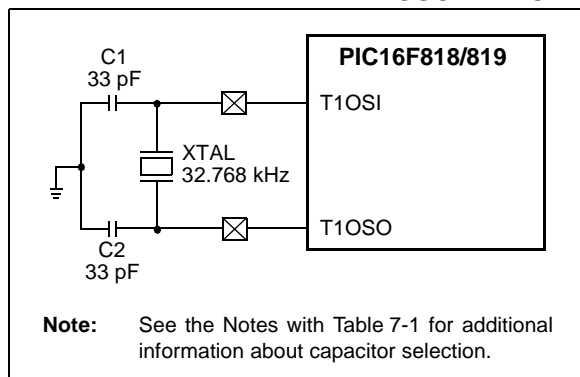 C1
33 pF
PIC16F818/819
T1OSI
XTAL
32.768 kHz
T1OSO
C2
33 pF
Note: See the Notes with Table 7-1 for additional
information about capacitor selection.